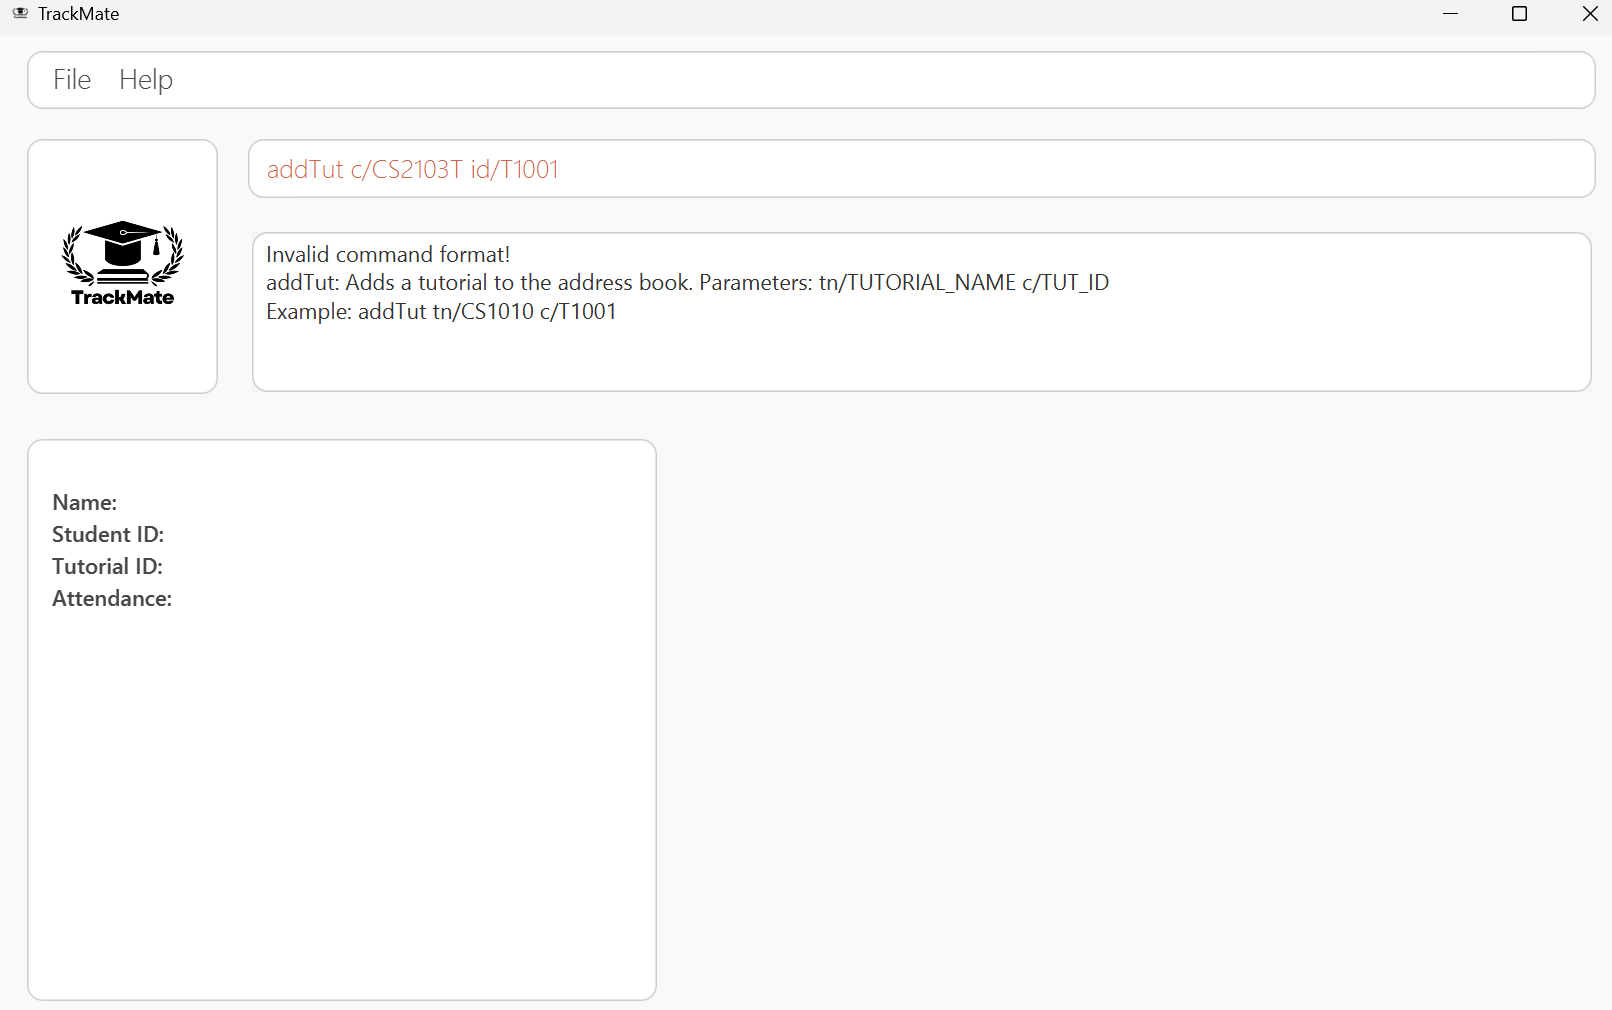 TrackMate
File Help
addTut c/CS2103T id/T1001
TrackMate
Invalid command format!
addTut: Adds a tutorial to the address book. Parameters: tn/TUTORIAL_NAME c/TUT_ID
Example: addTut tn/CS1010 c/T1001
Name:
Student ID:
Tutorial ID:
Attendance: